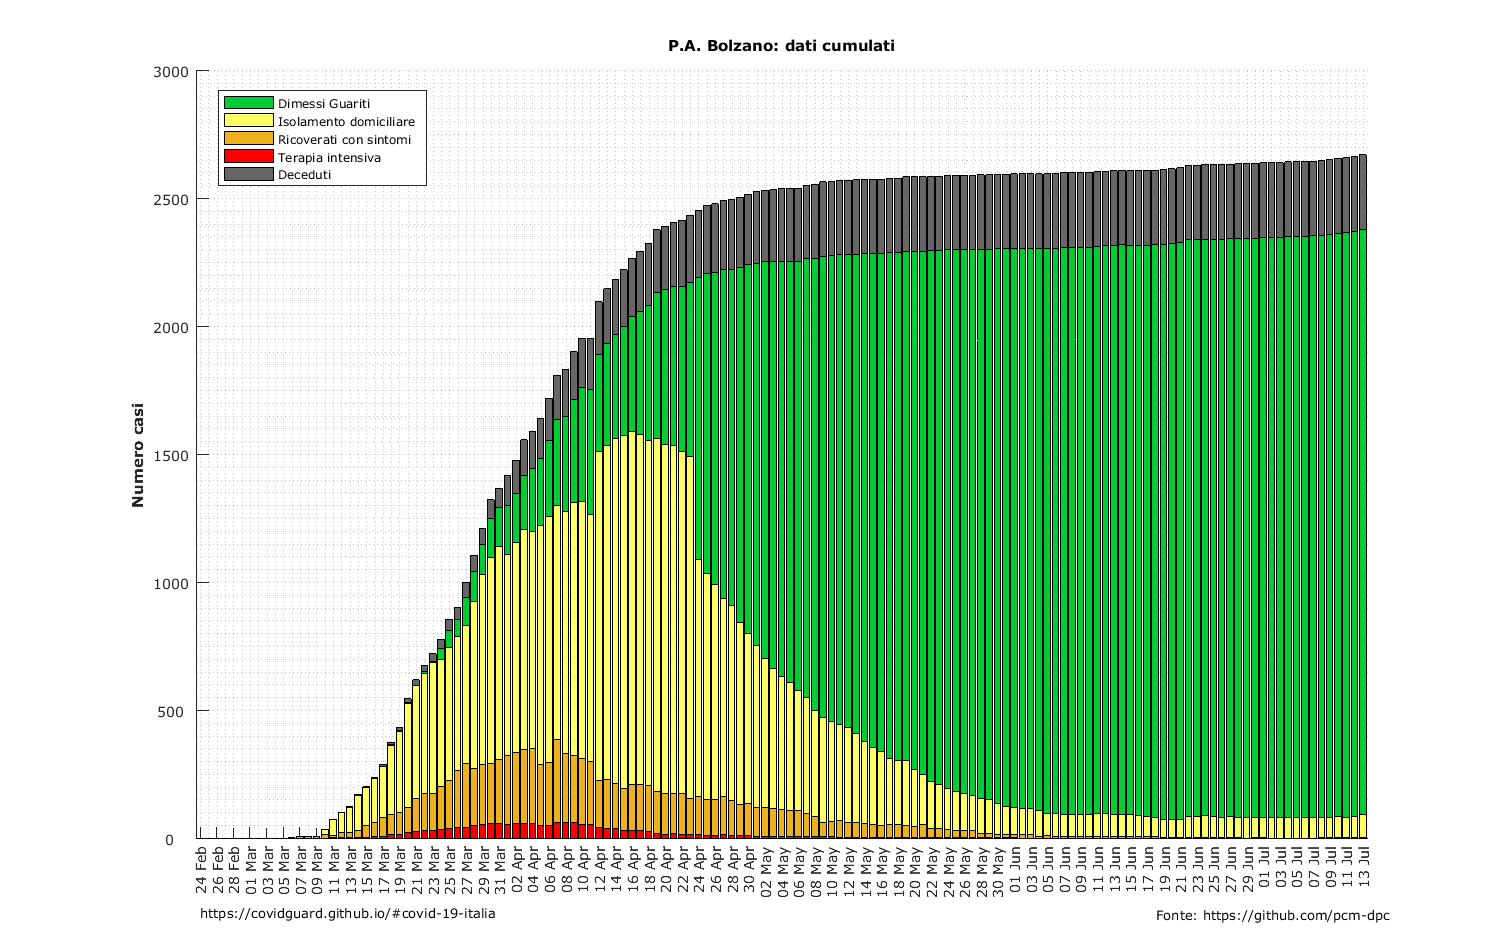 P.A. Bolzano: dati cumulati
3000
2500
2000
1500
1000
500
0
Numero casi
Dimessi Guariti
Isolamento domiciliare
Ricoverati con sintomi
Terapia intensiva
Deceduti
24 Feb
26 Feb
28 Feb
01 Mar
03 Mar
05 Mar
07 Mar
09 Mar
11 Mar
13 Mar
15 Mar
17 Mar
19 Mar
21 Mar
23 Mar
25 Mar
27 Mar
29 Mar
31 Mar
02 Apr
04 Apr
06 Apr
08 Apr
10 Apr
12 Apr
14 Apr
16 Apr
18 Apr
20 Apr
22 Apr
24 Apr
26 Apr
28 Apr
30 Apr
02 May
04 May
06 May
08 May
10 May
12 May
14 May
16 May
18 May
20 May
22 May
24 May
26 May
28 May
30 May
01 Jun
03 Jun
05 Jun
07 Jun
09 Jun
11 Jun
13 Jun
15 Jun
17 Jun
19 Jun
21 Jun
23 Jun
25 Jun
27 Jun
29 Jun
01 Jul
03 Jul
05 Jul
07 Jul
09 Jul
11 Jul
13 Jul
https://covidguard.github.io/#covid-19-italia
Fonte: https://github.com/pcm-dpc